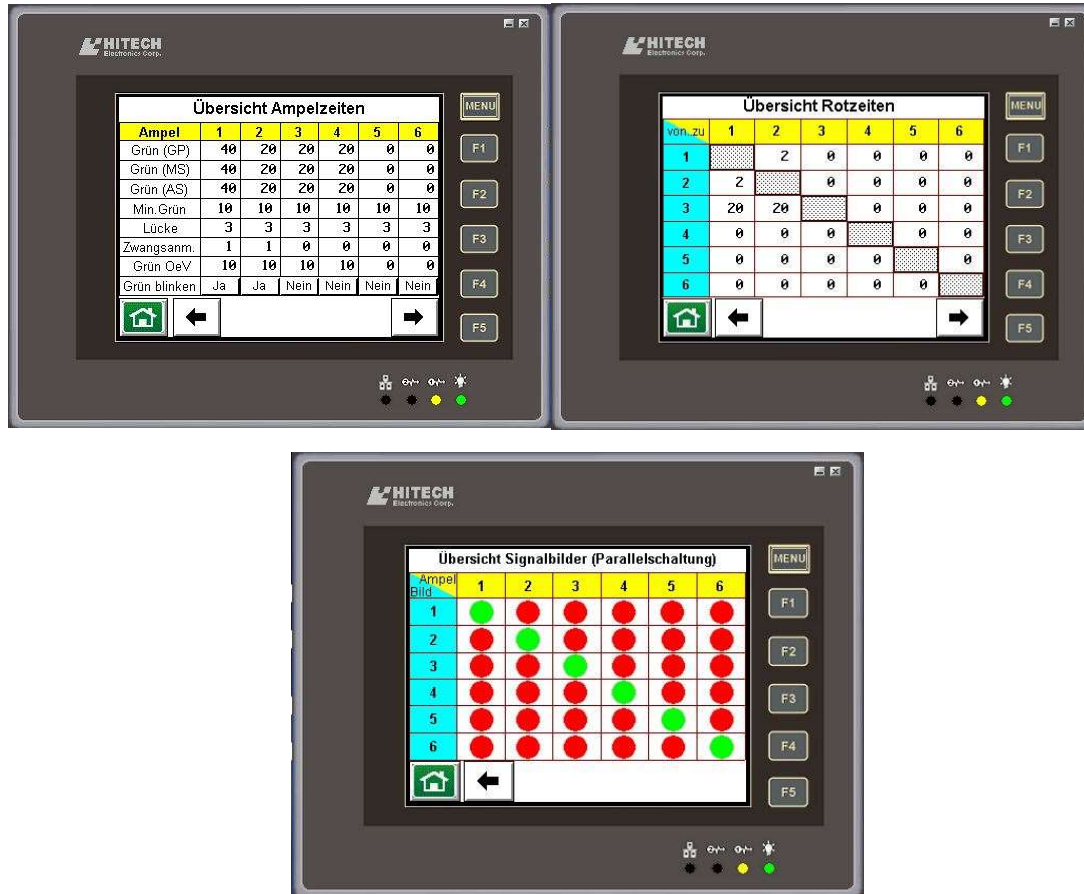 HITECH
Electronics Corp.
Übersicht Ampelzeiten
Ampel 1 2 3 4 5 6
Grün (GP) 40 20 20 20 0 0
Grün (MS) 40 20 20 20 0 0
Grün (AS) 40 20 20 20 0 0
Min.Grün 10 10 10 10 10 10
Lücke 3 3 3 3 3 3
Zwangsanm. 1 1 0 0 0 0
Grün OeV 10 10 10 10 0 0
Grün blinken Ja Ja Nein Nein Nein Nein
MENU
F1
F2
F3
F4
F5
HITECH
Electronics Corp.
Übersicht Rotzeiten
von..zu 1 2 3 4 5 6
1 2 0 0 0 0
2 2 0 0 0 0
3 20 20 0 0 0
4 0 0 0 0 0
5 0 0 0 0 0
6 0 0 0 0 0
MENU
F1
F2
F3
F4
F5
HITECH
Electronics Corp.
Übersicht Signalbilder (Parallelschaltung)
Ampel
Bild 1 2 3 4 5 6
1
2
3
4
5
6
MENU
F1
F2
F3
F4
F5